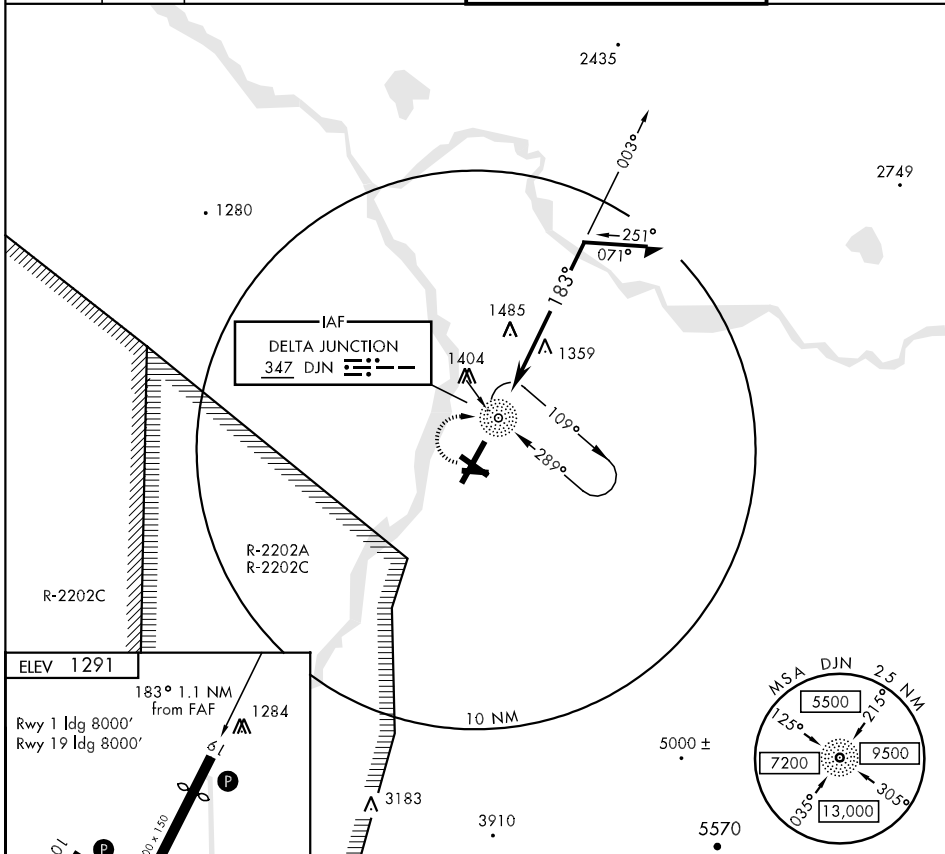 2435
003°
2749
1280
251°
071°
183°
1485
IAF
DELTA JUNCTION
347 DJN
1404
1359
109°
289°
R-2202A
R-2202C
R-2202C
ELEV 1291
183° 1.1 NM
from FAF
1284
Rwy 1 ldg 8000'
Rwy 19 ldg 8000'
19
P
10
P
10 NM
3183
3910
5000 ±
5570
MSA DJN 25 NM
5500
125°
215°
7200
9500
035°
305°
13,000